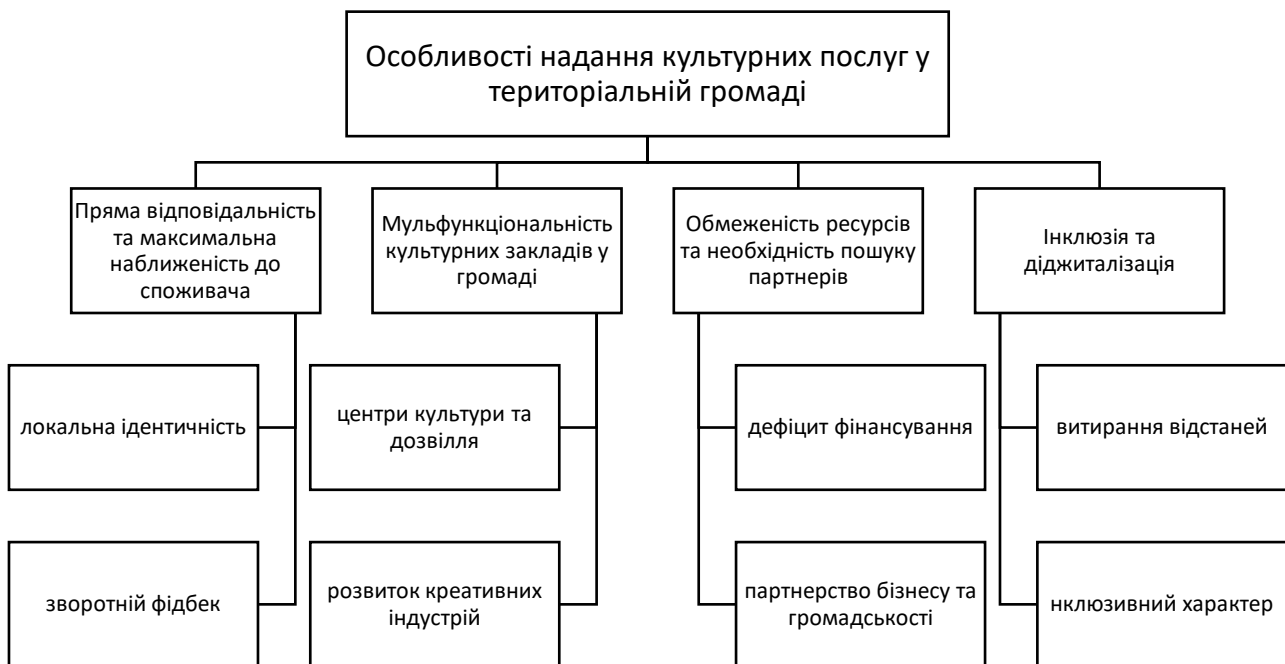 Особливості надання культурних послуг у
територіальній громаді
Пряма відповідальність
та максимальна
наближеність до
споживача
Мульфункціональність
культурних закладів у
громаді
Обмеженість ресурсів
та необхідність пошуку
партнерів
Інклюзія та
діджиталізація
локальна ідентичність
центри культури та
дозвілля
дефіцит фінансування
витирання відстаней
зворотній фідбек
розвиток креативних
індустрій
партнерство бізнесу та
громадськості
нклюзивний характер